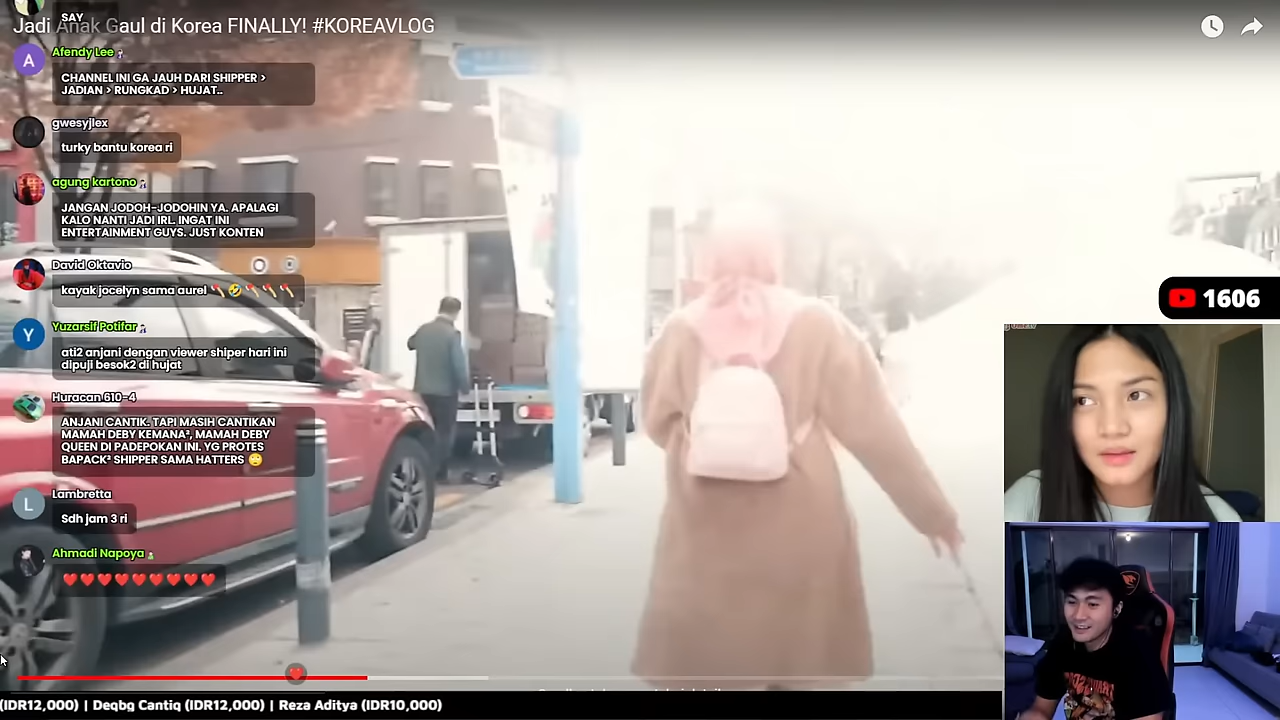 SAY
Jadi Anak Gaul di Korea FINALLY! #KOREAVLOG
A
Afendy Lee
CHANNEL INI GA JAUH DARI SHIPPER >
JADIAN > RUNGKAD > HUJAT..
gwesyjlex
turky bantu korea ri
agung kartono
JANGAN JODOH-JODOHIN YA. APALAGI
KALO NANTI JADI IRL. INGAT INI
ENTERTAINMENT GUYS. JUST KONTEN
David Oktavio
kayak jocelyn sama aurel 🪓🤣🪓🪓🪓
Y
Yuzarsif Potifar
ati2 anjani dengan viewer shiper hari ini
dipuji besok2 di hujat
Huracan 610-4
ANJANI CANTIK. TAPI MASIH CANTIKAN
MAMAH DEBY KEMANA², MAMAH DEBY
QUEEN DI PADEPOKAN INI. YG PROTES
BAPACK² SHIPPER SAMA HATTERS 🙄
L
Lambretta
Sdh jam 3 ri
Ahmadi Napoya
❤️❤️❤️❤️❤️❤️❤️❤️❤️
1606
(IDR12,000) | Deqbg Cantiq (IDR12,000) | Reza Aditya (IDR10,000)